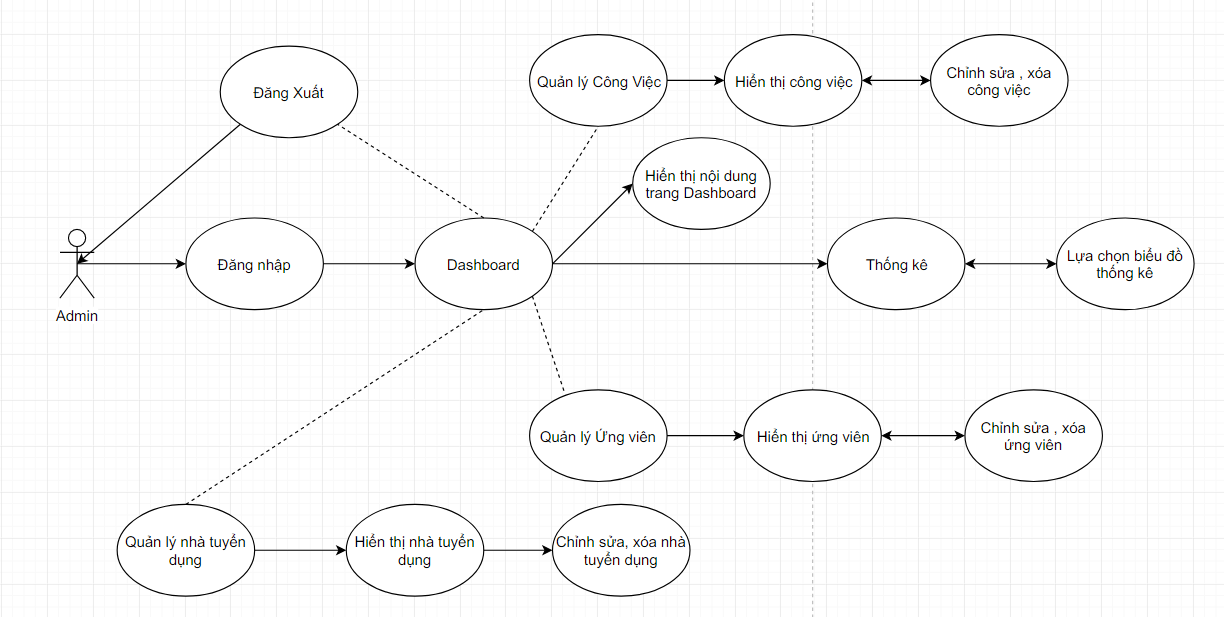 Đăng Xuất
Quản lý Công Việc
Hiển thị công việc
Chỉnh sửa , xóa
công việc
Hiển thị nội dung
trang Dashboard
Admin
Đăng nhập
Dashboard
Thống kê
Lựa chọn biểu đồ
thống kê
Quản lý Ứng viên
Hiển thị ứng viên
Chỉnh sửa , xóa
ứng viên
Quản lý nhà tuyển
dụng
Hiển thị nhà tuyển
dụng
Chỉnh sửa, xóa nhà
tuyển dụng